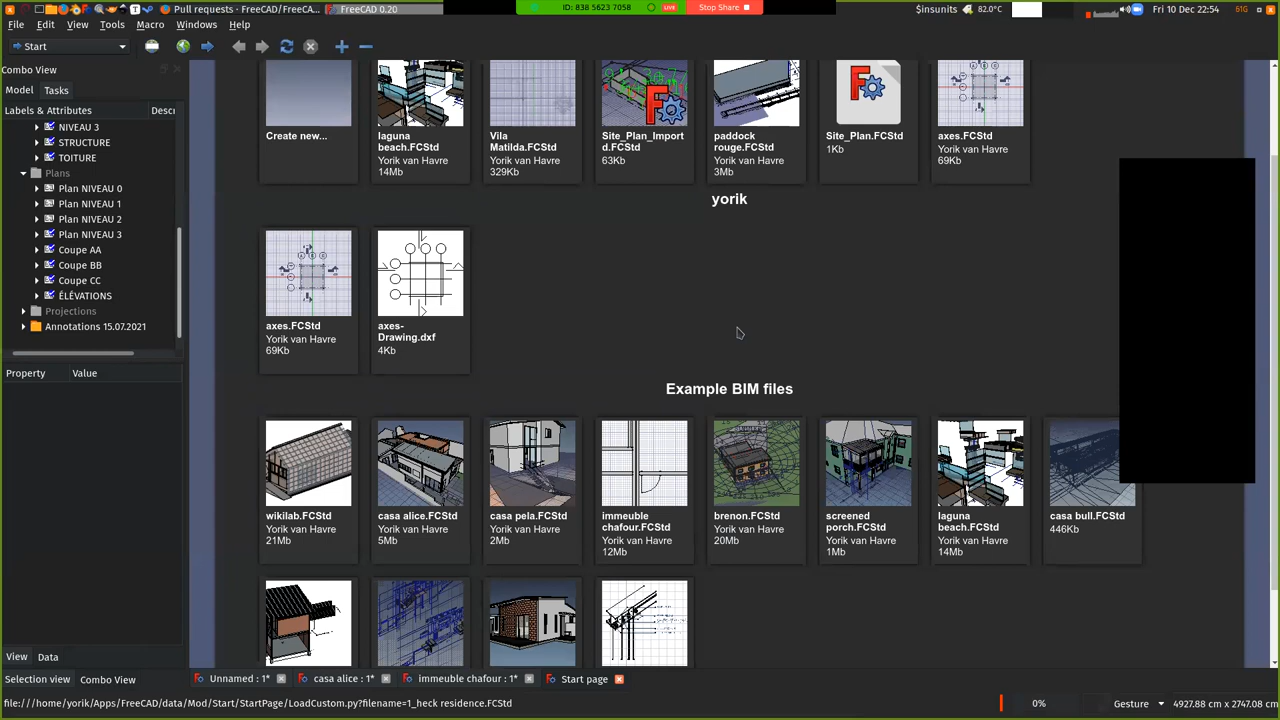 Pull requests · FreeCAD/FreeCA...
FreeCAD 0.20
ID: 838 5623 7058
LIVE
Stop Share
$insunits
82.0°C
Fri 10 Dec 22:54
61G
File
Edit
View
Tools
Macro
Windows
Help
Start
Combo View
Model
Tasks
Labels & Attributes
Descri
NIVEAU 3
STRUCTURE
TOITURE
Plans
Plan NIVEAU 0
Plan NIVEAU 1
Plan NIVEAU 2
Plan NIVEAU 3
Coupe AA
Coupe BB
Coupe CC
ÉLÉVATIONS
Projections
Annotations 15.07.2021
Property
Value
View
Data
Create new...
laguna
beach.FCStd
Yorik van Havre
14Mb
Vila
Matilda.FCStd
Yorik van Havre
329Kb
Site_Plan_Import
d.FCStd
63Kb
paddock
rouge.FCStd
Yorik van Havre
3Mb
Site_Plan.FCStd
1Kb
axes.FCStd
Yorik van Havre
69Kb
yorik
axes.FCStd
Yorik van Havre
69Kb
axes-
Drawing.dxf
4Kb
Example BIM files
wikilab.FCStd
Yorik van Havre
21Mb
casa alice.FCStd
Yorik van Havre
5Mb
casa pela.FCStd
Yorik van Havre
2Mb
immeuble
chafour.FCStd
Yorik van Havre
12Mb
brenon.FCStd
Yorik van Havre
20Mb
screened
porch.FCStd
Yorik van Havre
1Mb
laguna
beach.FCStd
Yorik van Havre
14Mb
casa bull.FCStd
446Kb
Selection view
Combo View
Unnamed : 1*
casa alice : 1*
immeuble chafour : 1*
Start page
file:///home/yorik/Apps/FreeCAD/data/Mod/Start/StartPage/LoadCustom.py?filename=1_heck residence.FCStd
0%
Gesture
4927.88 cm x 2747.08 cm